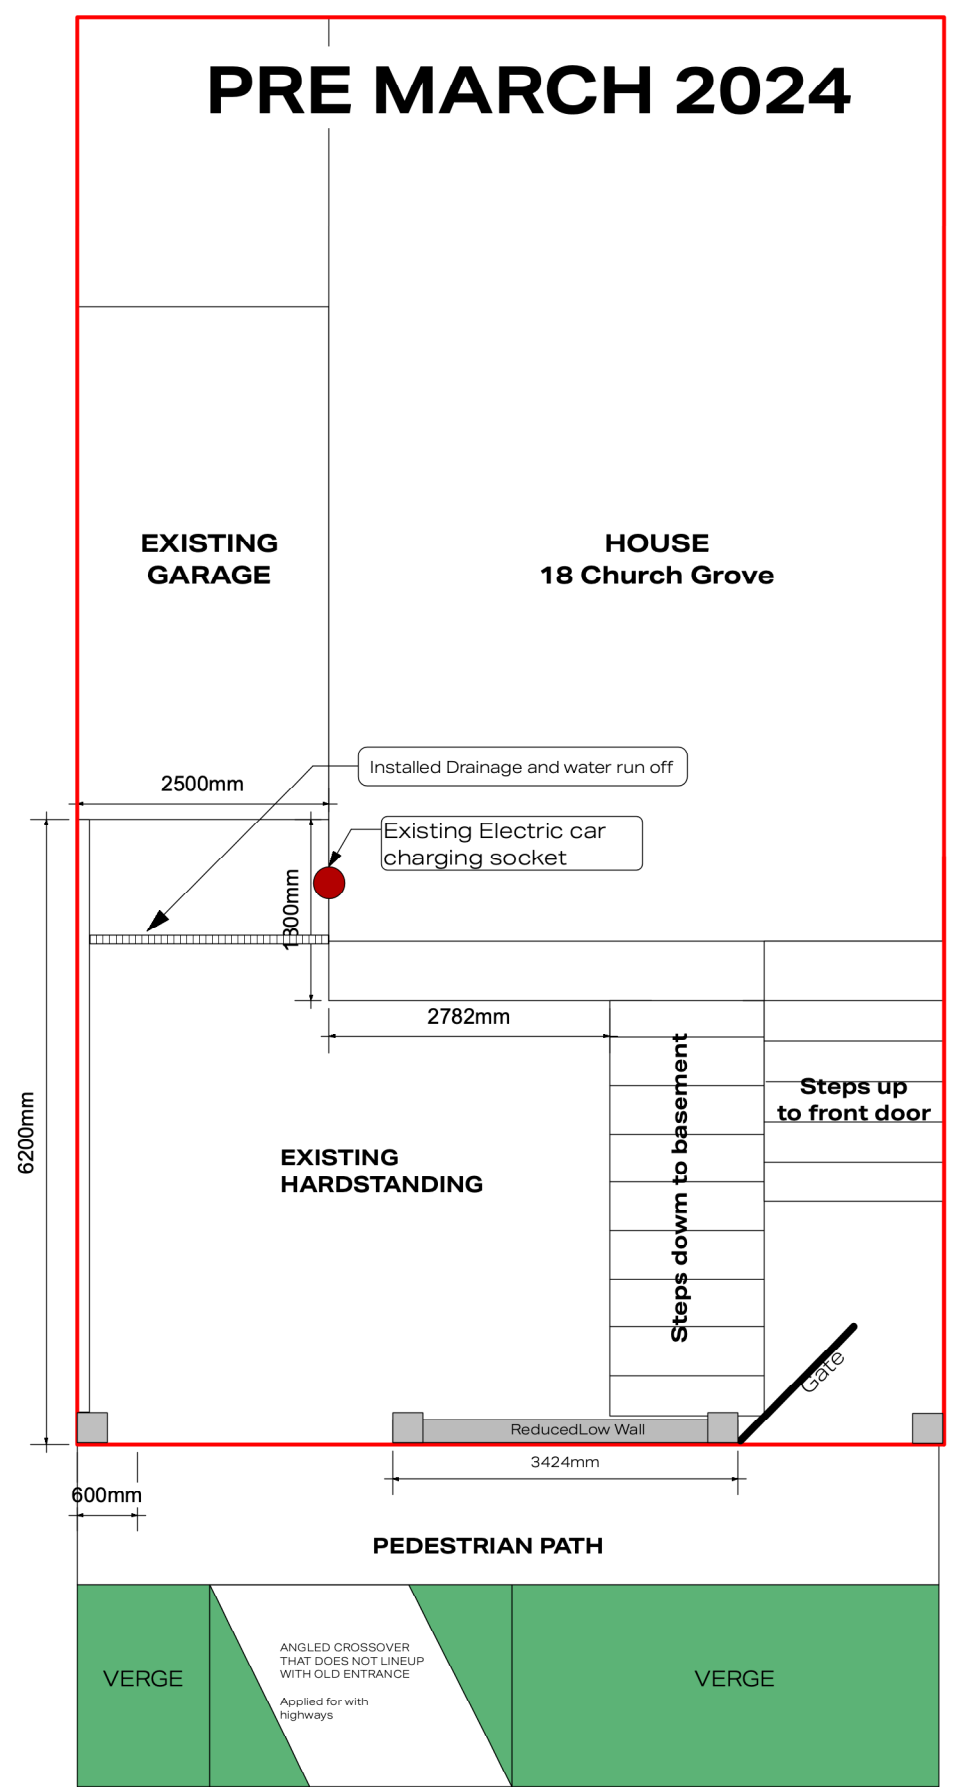 PRE MARCH 2024
EXISTING
GARAGE
HOUSE
18 Church Grove
Installed Drainage and water run off
2500mm
Existing Electric car
charging socket
1800mm
2782mm
6200mm
Steps dowm to basement
Steps up
to front door
EXISTING
HARDSTANDING
Gate
ReducedLow Wall
3424mm
600mm
PEDESTRIAN PATH
VERGE
ANGLED CROSSOVER
THAT DOES NOT LINEUP
WITH OLD ENTRANCE
Applied for with
highways
VERGE